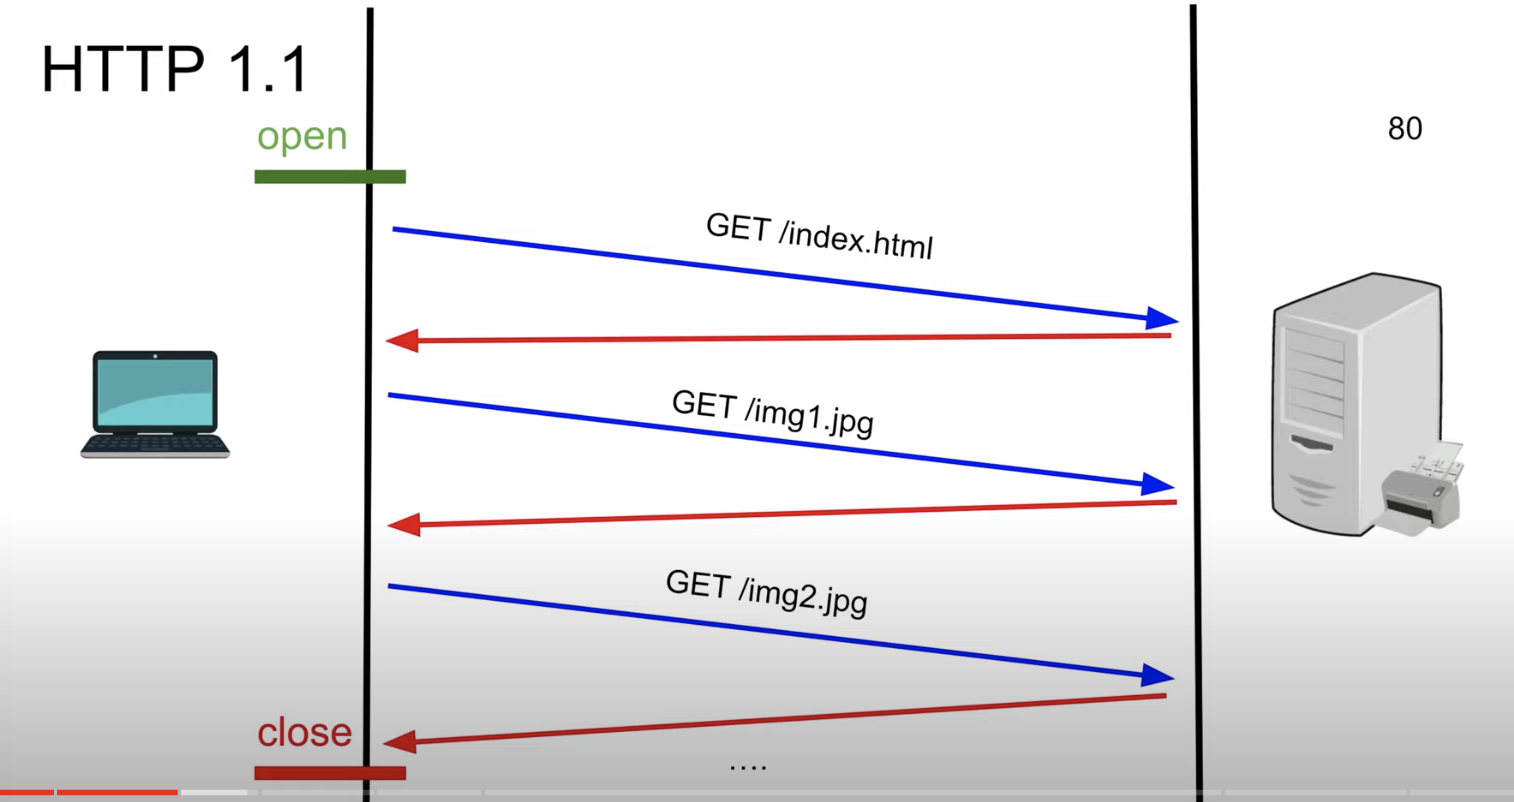 HTTP 1.1
open
80
GET /index.html
GET /img1.jpg
GET /img2.jpg
close
....